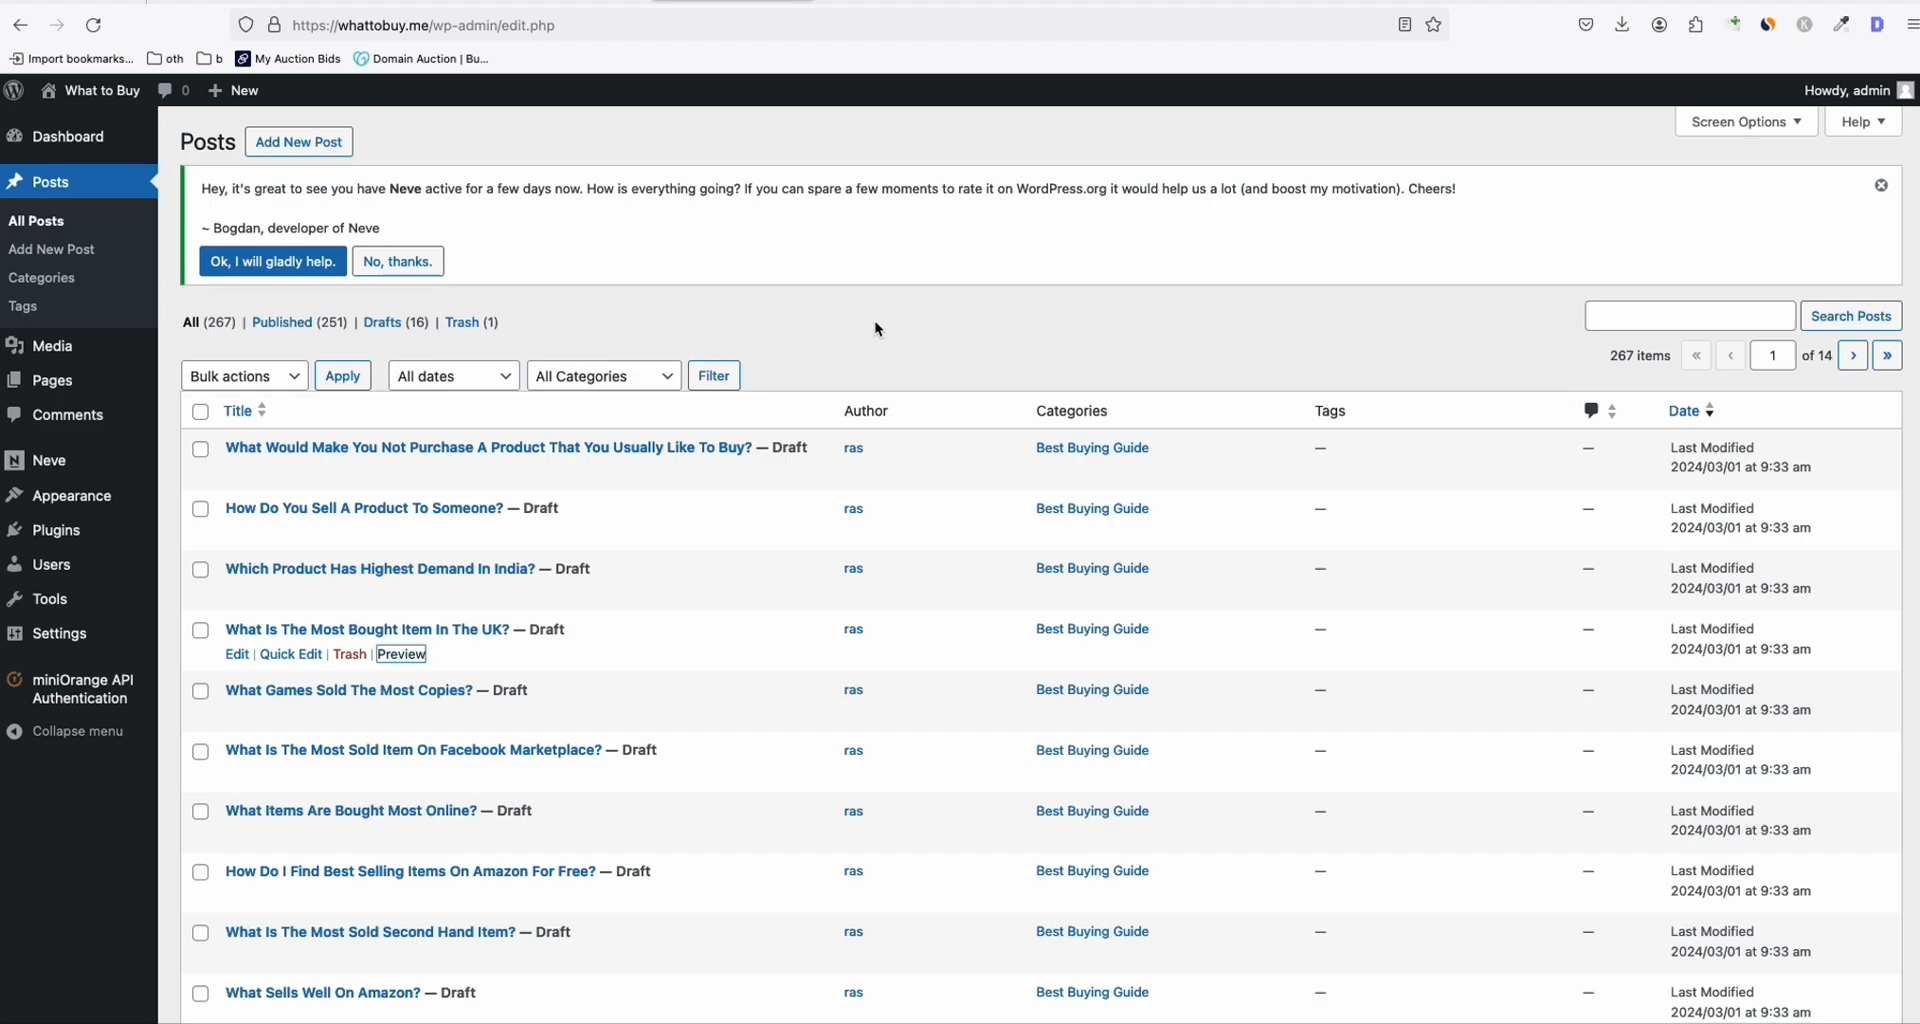 https://whattobuy.me/wp-admin/edit.php
Import bookmarks... oth b My Auction Bids Domain Auction | Bu...
What to Buy 0 + New Howdy, admin
Dashboard
Posts
All Posts
Add New Post
Categories
Tags
Media
Pages
Comments
Neve
Appearance
Plugins
Users
Tools
Settings
miniOrange API
Authentication
Collapse menu
Screen Options Help
Posts Add New Post
Hey, it's great to see you have Neve active for a few days now. How is everything going? If you can spare a few moments to rate it on WordPress.org it would help us a lot (and boost my motivation). Cheers!
~ Bogdan, developer of Neve
Ok, I will gladly help. No, thanks.
All (267) | Published (251) | Drafts (16) | Trash (1)
Search Posts
267 items « ‹ 1 of 14 › »
Bulk actions Apply All dates All Categories Filter
Title Author Categories Tags Date
What Would Make You Not Purchase A Product That You Usually Like To Buy? — Draft ras Best Buying Guide — — Last Modified
2024/03/01 at 9:33 am
How Do You Sell A Product To Someone? — Draft ras Best Buying Guide — — Last Modified
2024/03/01 at 9:33 am
Which Product Has Highest Demand In India? — Draft ras Best Buying Guide — — Last Modified
2024/03/01 at 9:33 am
What Is The Most Bought Item In The UK? — Draft ras Best Buying Guide — — Last Modified
Edit | Quick Edit | Trash | Preview 2024/03/01 at 9:33 am
What Games Sold The Most Copies? — Draft ras Best Buying Guide — — Last Modified
2024/03/01 at 9:33 am
What Is The Most Sold Item On Facebook Marketplace? — Draft ras Best Buying Guide — — Last Modified
2024/03/01 at 9:33 am
What Items Are Bought Most Online? — Draft ras Best Buying Guide — — Last Modified
2024/03/01 at 9:33 am
How Do I Find Best Selling Items On Amazon For Free? — Draft ras Best Buying Guide — — Last Modified
2024/03/01 at 9:33 am
What Is The Most Sold Second Hand Item? — Draft ras Best Buying Guide — — Last Modified
2024/03/01 at 9:33 am
What Sells Well On Amazon? — Draft ras Best Buying Guide — — Last Modified
2024/03/01 at 9:33 am